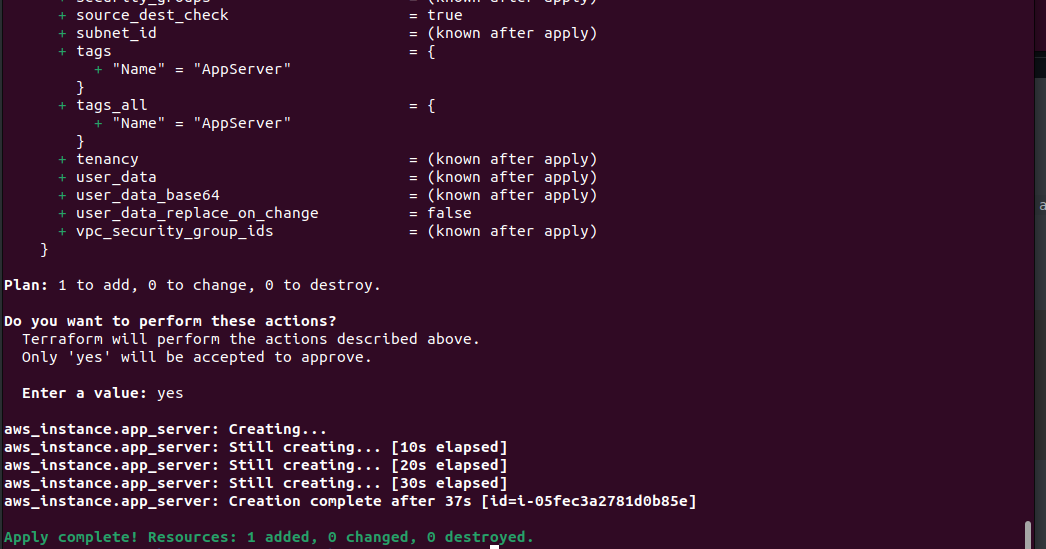 + security_groups = (known after apply)
+ source_dest_check = true
+ subnet_id = (known after apply)
+ tags = {
+ "Name" = "AppServer"
}
+ tags_all = {
+ "Name" = "AppServer"
}
+ tenancy = (known after apply)
+ user_data = (known after apply)
+ user_data_base64 = (known after apply)
+ user_data_replace_on_change = false
+ vpc_security_group_ids = (known after apply)
}
Plan: 1 to add, 0 to change, 0 to destroy.
Do you want to perform these actions?
Terraform will perform the actions described above.
Only 'yes' will be accepted to approve.
Enter a value: yes
aws_instance.app_server: Creating...
aws_instance.app_server: Still creating... [10s elapsed]
aws_instance.app_server: Still creating... [20s elapsed]
aws_instance.app_server: Still creating... [30s elapsed]
aws_instance.app_server: Creation complete after 37s [id=i-05fec3a2781d0b85e]
Apply complete! Resources: 1 added, 0 changed, 0 destroyed.